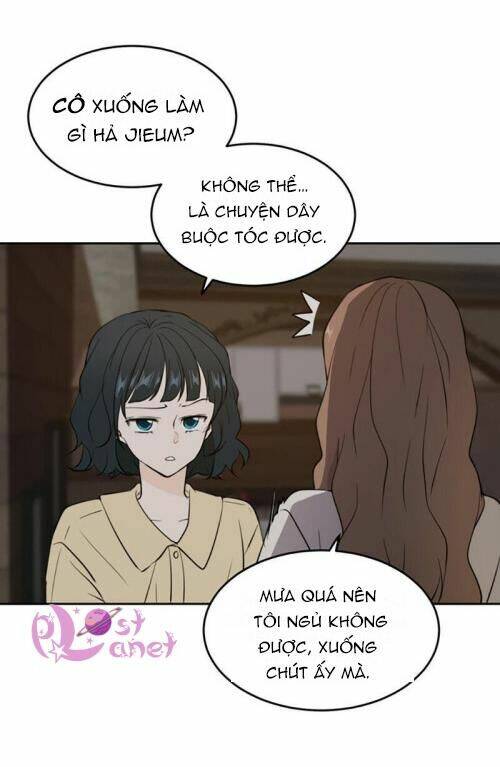 CÔ XUỐNG LÀM
GÌ HẢ JIEUM?
KHÔNG THỂ...
LÀ CHUYỆN DÂY
BUỘC TÓC ĐƯỢC.
MƯA QUÁ NÊN
TÔI NGỦ KHÔNG
ĐƯỢC, XUỐNG
CHÚT ẤY MÀ.
Lost
pLanet